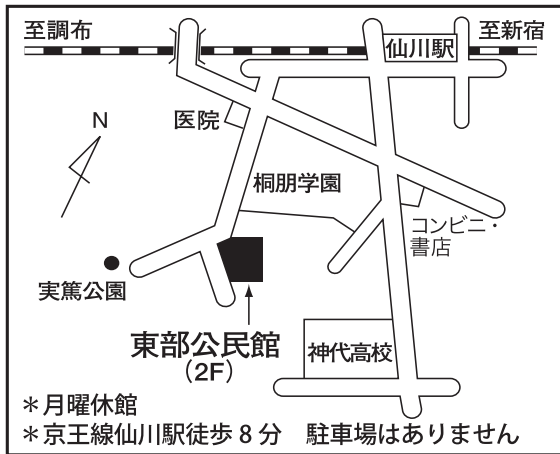 至調布
至新宿
仙川駅
医院
N
桐朋学園
コンビニ・
書店
実篤公園
東部公民館
(2F)
神代高校
＊月曜休館
＊京王線仙川駅徒歩8分　駐車場はありません